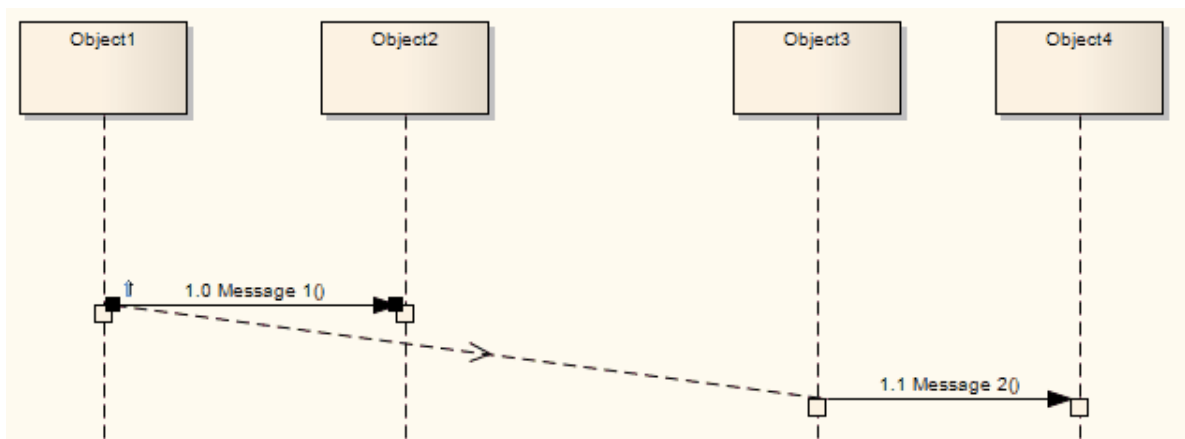 Object1
Object2
Object3
Object4
1.0 Message 1()
1.1 Message 2()